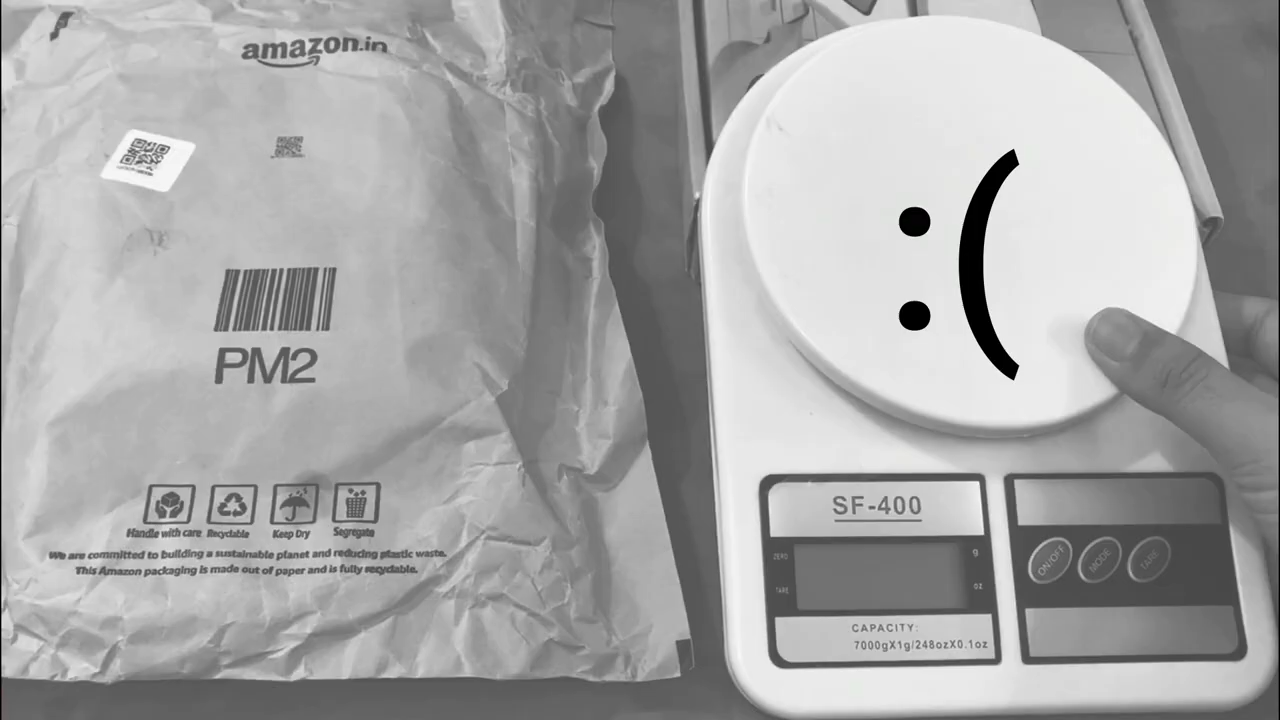 amazon.in
PM2
Handle with care Recyclable Keep Dry Segregate
We are committed to building a sustainable planet and reducing plastic waste.
This Amazon packaging is made out of paper and is fully recyclable.
:(
SF-400
ZERO g
TARE oz
CAPACITY:
7000gX1g/248ozX0.1oz
ON/OFF MODE TARE